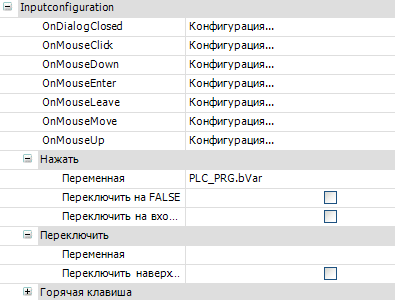 Inputconfiguration
OnDialogClosed Конфигурация...
OnMouseClick Конфигурация...
OnMouseDown Конфигурация...
OnMouseEnter Конфигурация...
OnMouseLeave Конфигурация...
OnMouseMove Конфигурация...
OnMouseUp Конфигурация...
Нажать
Переменная PLC_PRG.bVar
Переключить на FALSE
Переключить на вхо...
Переключить
Переменная
Переключить наверх...
Горячая клавиша